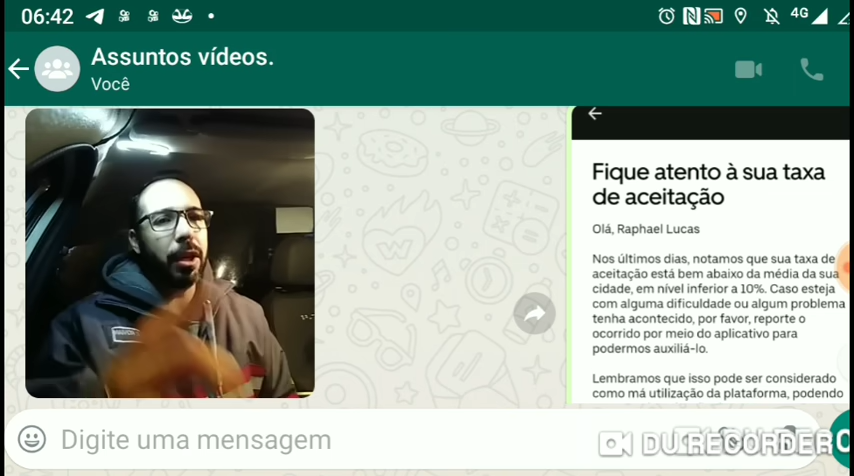 06:42
4G
Assuntos vídeos.
Você
Fique atento à sua taxa
de aceitação
Olá, Raphael Lucas
Nos últimos dias, notamos que sua taxa de
aceitação está bem abaixo da média da sua
cidade, em nível inferior a 10%. Caso esteja
com alguma dificuldade ou algum problema
tenha acontecido, por favor, reporte o
ocorrido por meio do aplicativo para
podermos auxiliá-lo.
Lembramos que isso pode ser considerado
como má utilização da plataforma, podendo
Digite uma mensagem
DU RECORDER